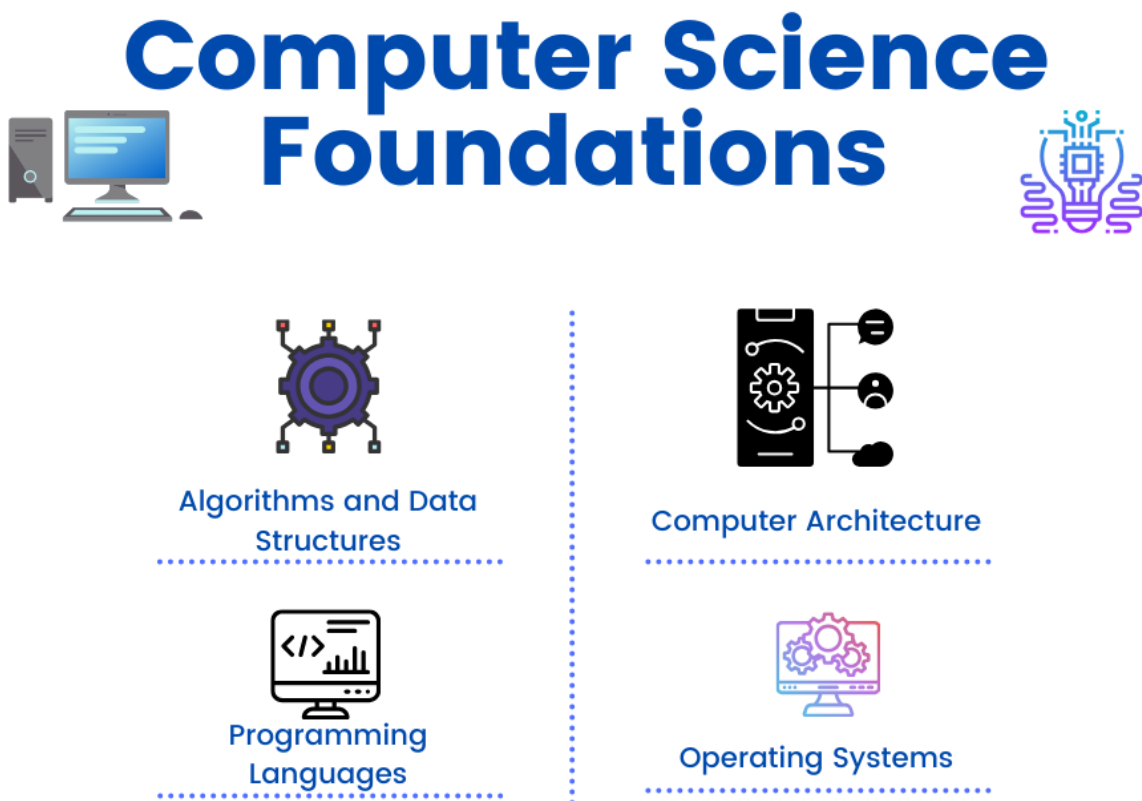 Computer Science
Foundations
Algorithms and Data
Structures
Computer Architecture
</>
Programming
Languages
Operating Systems